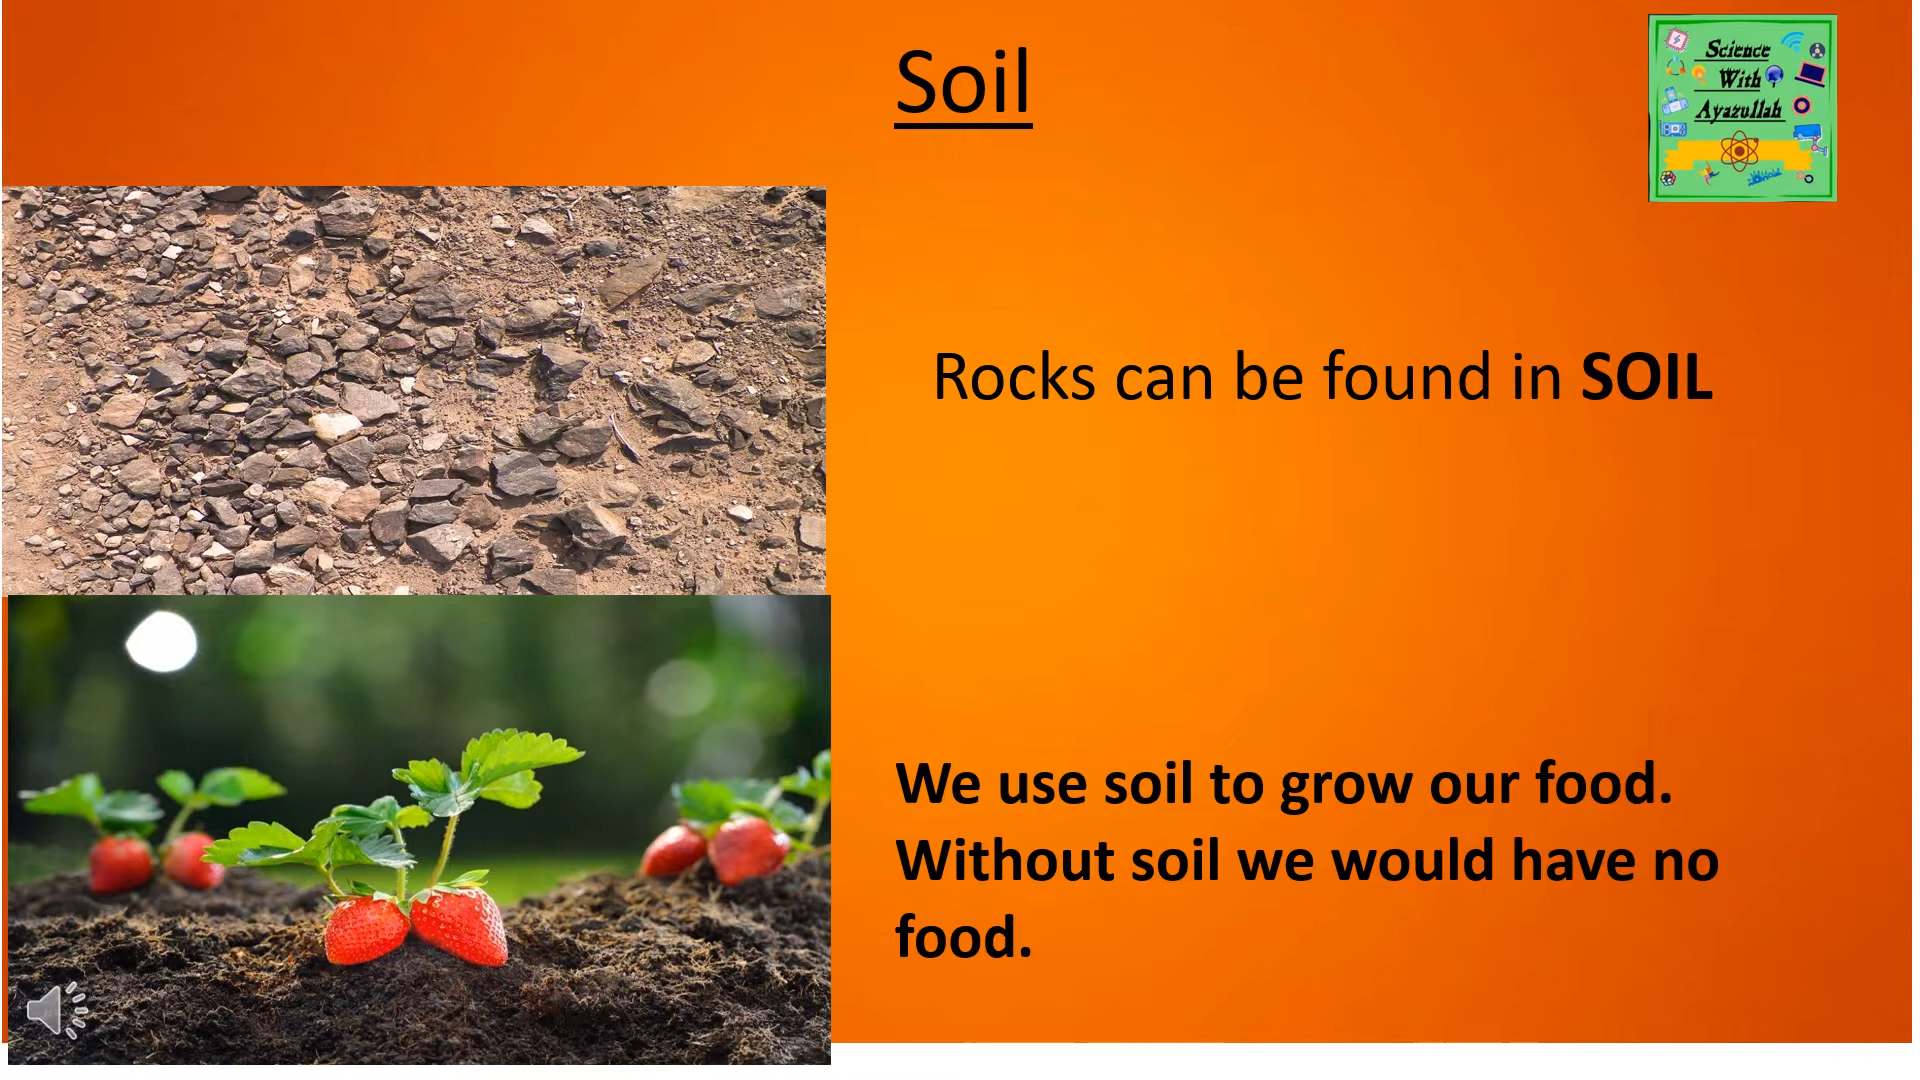 Soil
Science
With
Ayazullah
Rocks can be found in SOIL
We use soil to grow our food.
Without soil we would have no
food.